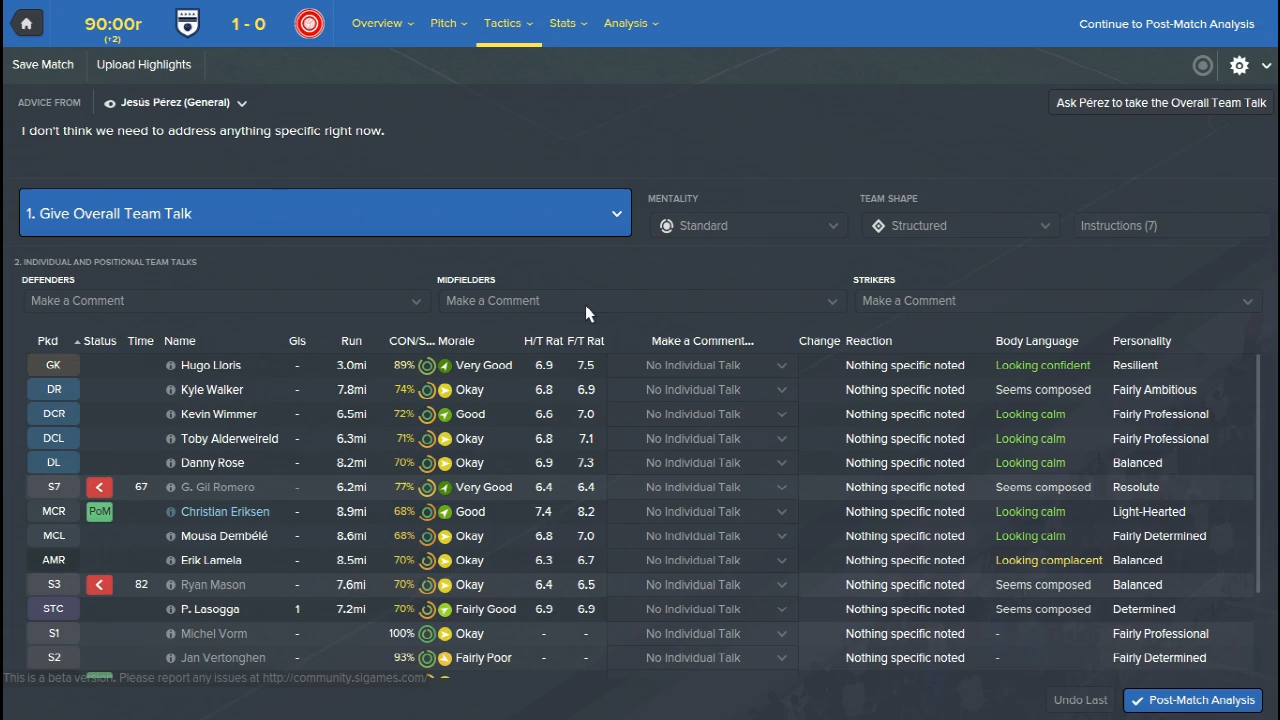 90:00r
(+2)
1 - 0
Overview Pitch Tactics Stats Analysis
Continue to Post-Match Analysis
Save Match Upload Highlights
ADVICE FROM Jesús Pérez (General)
Ask Pérez to take the Overall Team Talk
I don't think we need to address anything specific right now.
1. Give Overall Team Talk
MENTALITY TEAM SHAPE
Standard Structured Instructions (7)
2. INDIVIDUAL AND POSITIONAL TEAM TALKS
DEFENDERS MIDFIELDERS STRIKERS
Make a Comment Make a Comment Make a Comment
Pkd Status Time Name Gls Run CON/S... Morale H/T Rat F/T Rat Make a Comment... Change Reaction Body Language Personality
GK Hugo Lloris - 3.0mi 89% Very Good 6.9 7.5 No Individual Talk Nothing specific noted Looking confident Resilient
DR Kyle Walker - 7.8mi 74% Okay 6.8 6.9 No Individual Talk Nothing specific noted Seems composed Fairly Ambitious
DCR Kevin Wimmer - 6.5mi 72% Good 6.6 7.0 No Individual Talk Nothing specific noted Looking calm Fairly Professional
DCL Toby Alderweireld - 6.3mi 71% Okay 6.8 7.1 No Individual Talk Nothing specific noted Looking calm Fairly Professional
DL Danny Rose - 8.2mi 70% Okay 6.9 7.3 No Individual Talk Nothing specific noted Looking calm Balanced
S7 67 G. Gil Romero - 6.2mi 77% Very Good 6.4 6.4 No Individual Talk Nothing specific noted Seems composed Resolute
MCR PoM Christian Eriksen - 8.9mi 68% Good 7.4 8.2 No Individual Talk Nothing specific noted Looking calm Light-Hearted
MCL Mousa Dembélé - 8.6mi 68% Okay 6.8 7.0 No Individual Talk Nothing specific noted Looking calm Fairly Determined
AMR Erik Lamela - 8.5mi 70% Okay 6.3 6.7 No Individual Talk Nothing specific noted Looking complacent Balanced
S3 82 Ryan Mason - 7.6mi 70% Okay 6.4 6.5 No Individual Talk Nothing specific noted Seems composed Balanced
STC P. Lasogga 1 7.2mi 70% Fairly Good 6.9 6.9 No Individual Talk Nothing specific noted Seems composed Determined
S1 Michel Vorm - 100% Okay - - No Individual Talk Nothing specific noted - Fairly Professional
S2 Jan Vertonghen - 93% Fairly Poor - - No Individual Talk Nothing specific noted - Fairly Determined
This is a beta version. Please report any issues at http://community.sigames.com/
Undo Last Post-Match Analysis